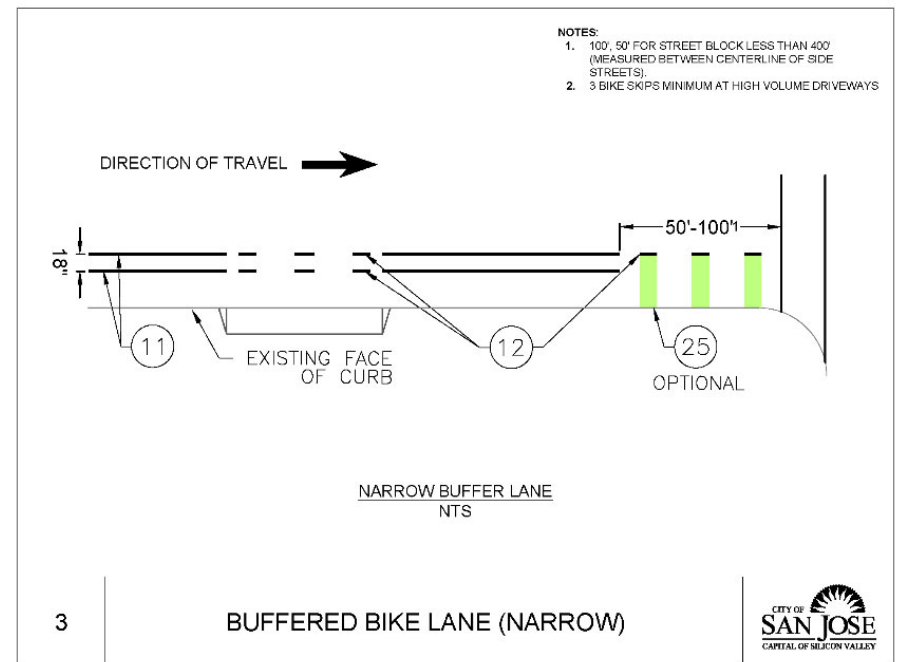 NOTES:
1. 100', 50' FOR STREET BLOCK LESS THAN 400'
(MEASURED BETWEEN CENTERLINE OF SIDE
STREETS).
2. 3 BIKE SKIPS MINIMUM AT HIGH VOLUME DRIVEWAYS
DIRECTION OF TRAVEL
50'-100'1
18"
11
EXISTING FACE
OF CURB
12
25
OPTIONAL
NARROW BUFFER LANE
NTS
3
BUFFERED BIKE LANE (NARROW)
CITY OF
SAN JOSE
CAPITAL OF SILICON VALLEY